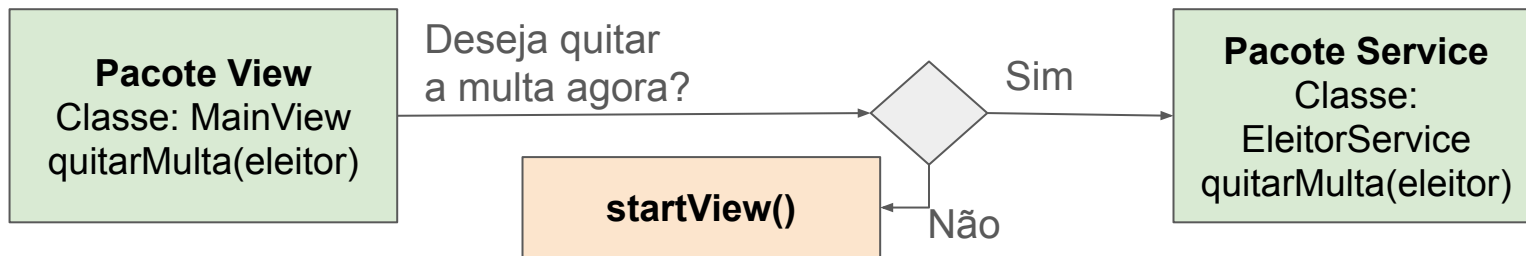 Pacote View
Classe: MainView
quitarMulta(eleitor)
Deseja quitar
a multa agora?
Sim
Não
startView()
Pacote Service
Classe:
EleitorService
quitarMulta(eleitor)